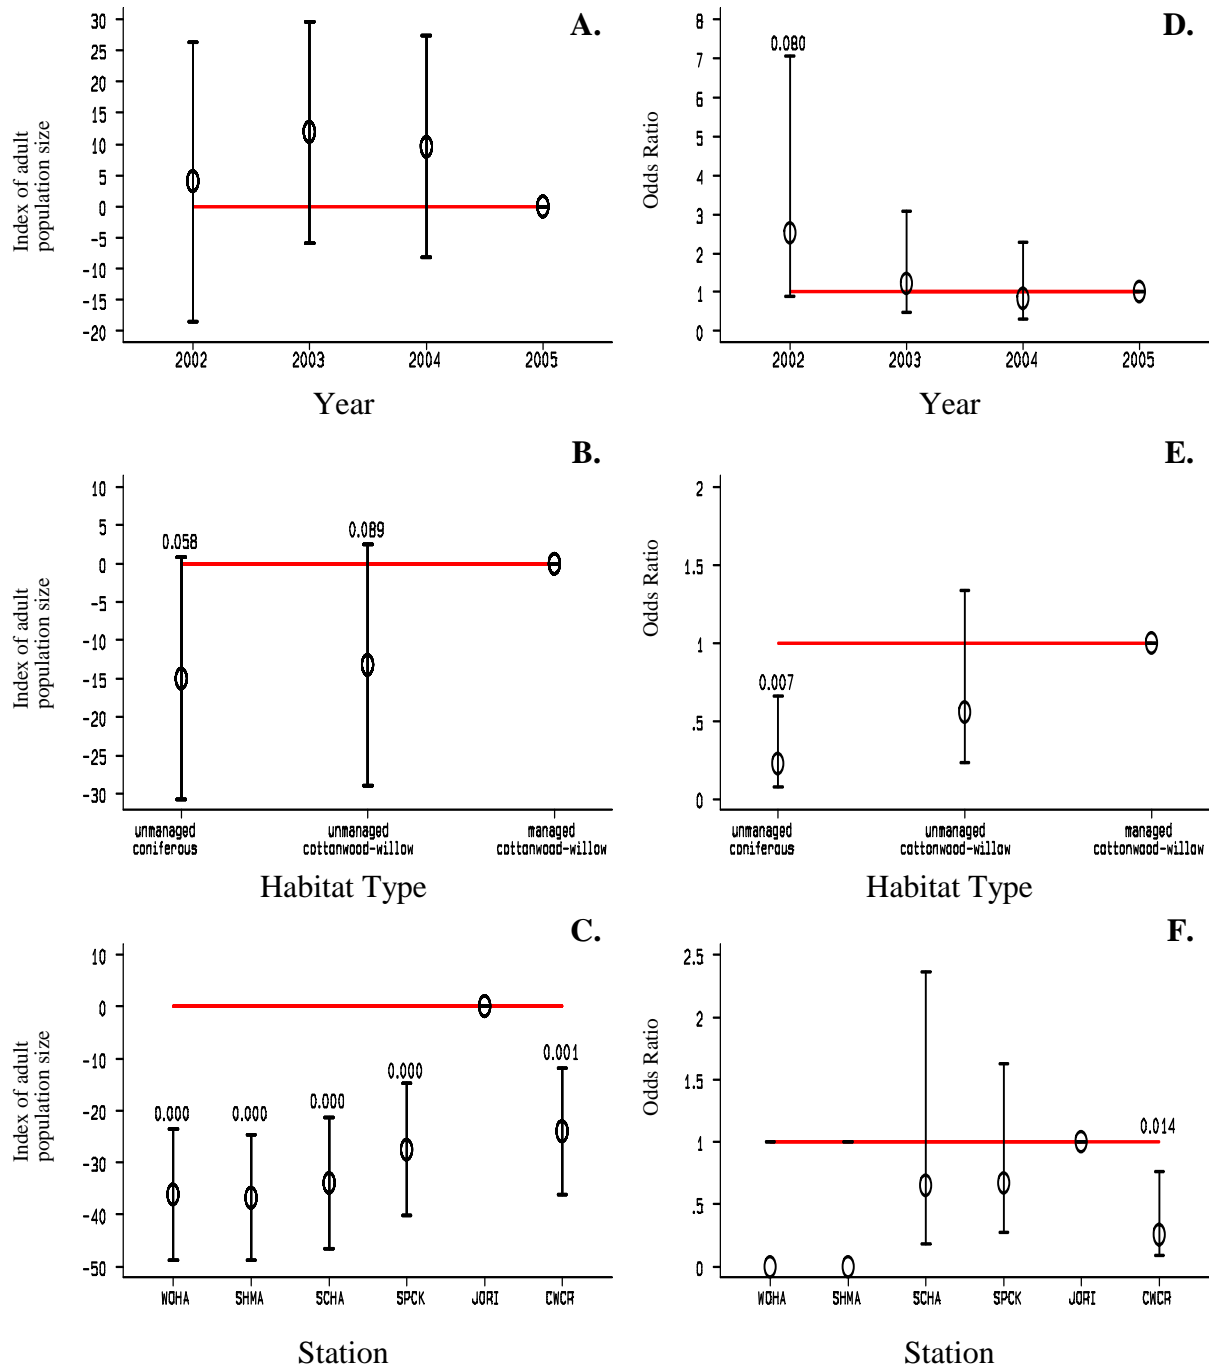 A.
Index of adult
population size
30
25
20
15
10
5
0
-5
-10
-15
-20
2002 2003 2004 2005
Year
D.
Odds Ratio
8
7
6
5
4
3
2
1
0
0.080
2002 2003 2004 2005
Year
B.
Index of adult
population size
10
5
0
-5
-10
-15
-20
-25
-30
0.058
0.089
unmanaged coniferous
unmanaged cottonwood-willow
managed cottonwood-willow
Habitat Type
E.
Odds Ratio
2
1.5
1
.5
0
0.007
unmanaged coniferous
unmanaged cottonwood-willow
managed cottonwood-willow
Habitat Type
C.
Index of adult
population size
10
0
-10
-20
-30
-40
-50
0.000 0.000 0.000 0.000 0.001
WOHA SHMA SCHA SPCK JORI CWCR
Station
F.
Odds Ratio
2.5
2
1.5
1
.5
0
0.014
WOHA SHMA SCHA SPCK JORI CWCR
Station